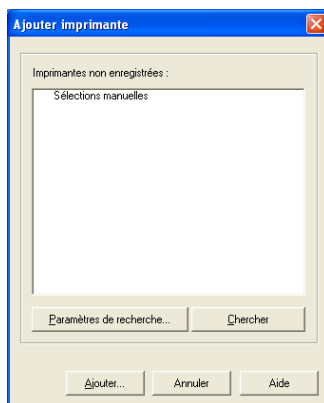 Ajouter imprimante
Imprimantes non enregistrées :
Sélections manuelles
Paramètres de recherche...
Chercher
Ajouter...
Annuler
Aide